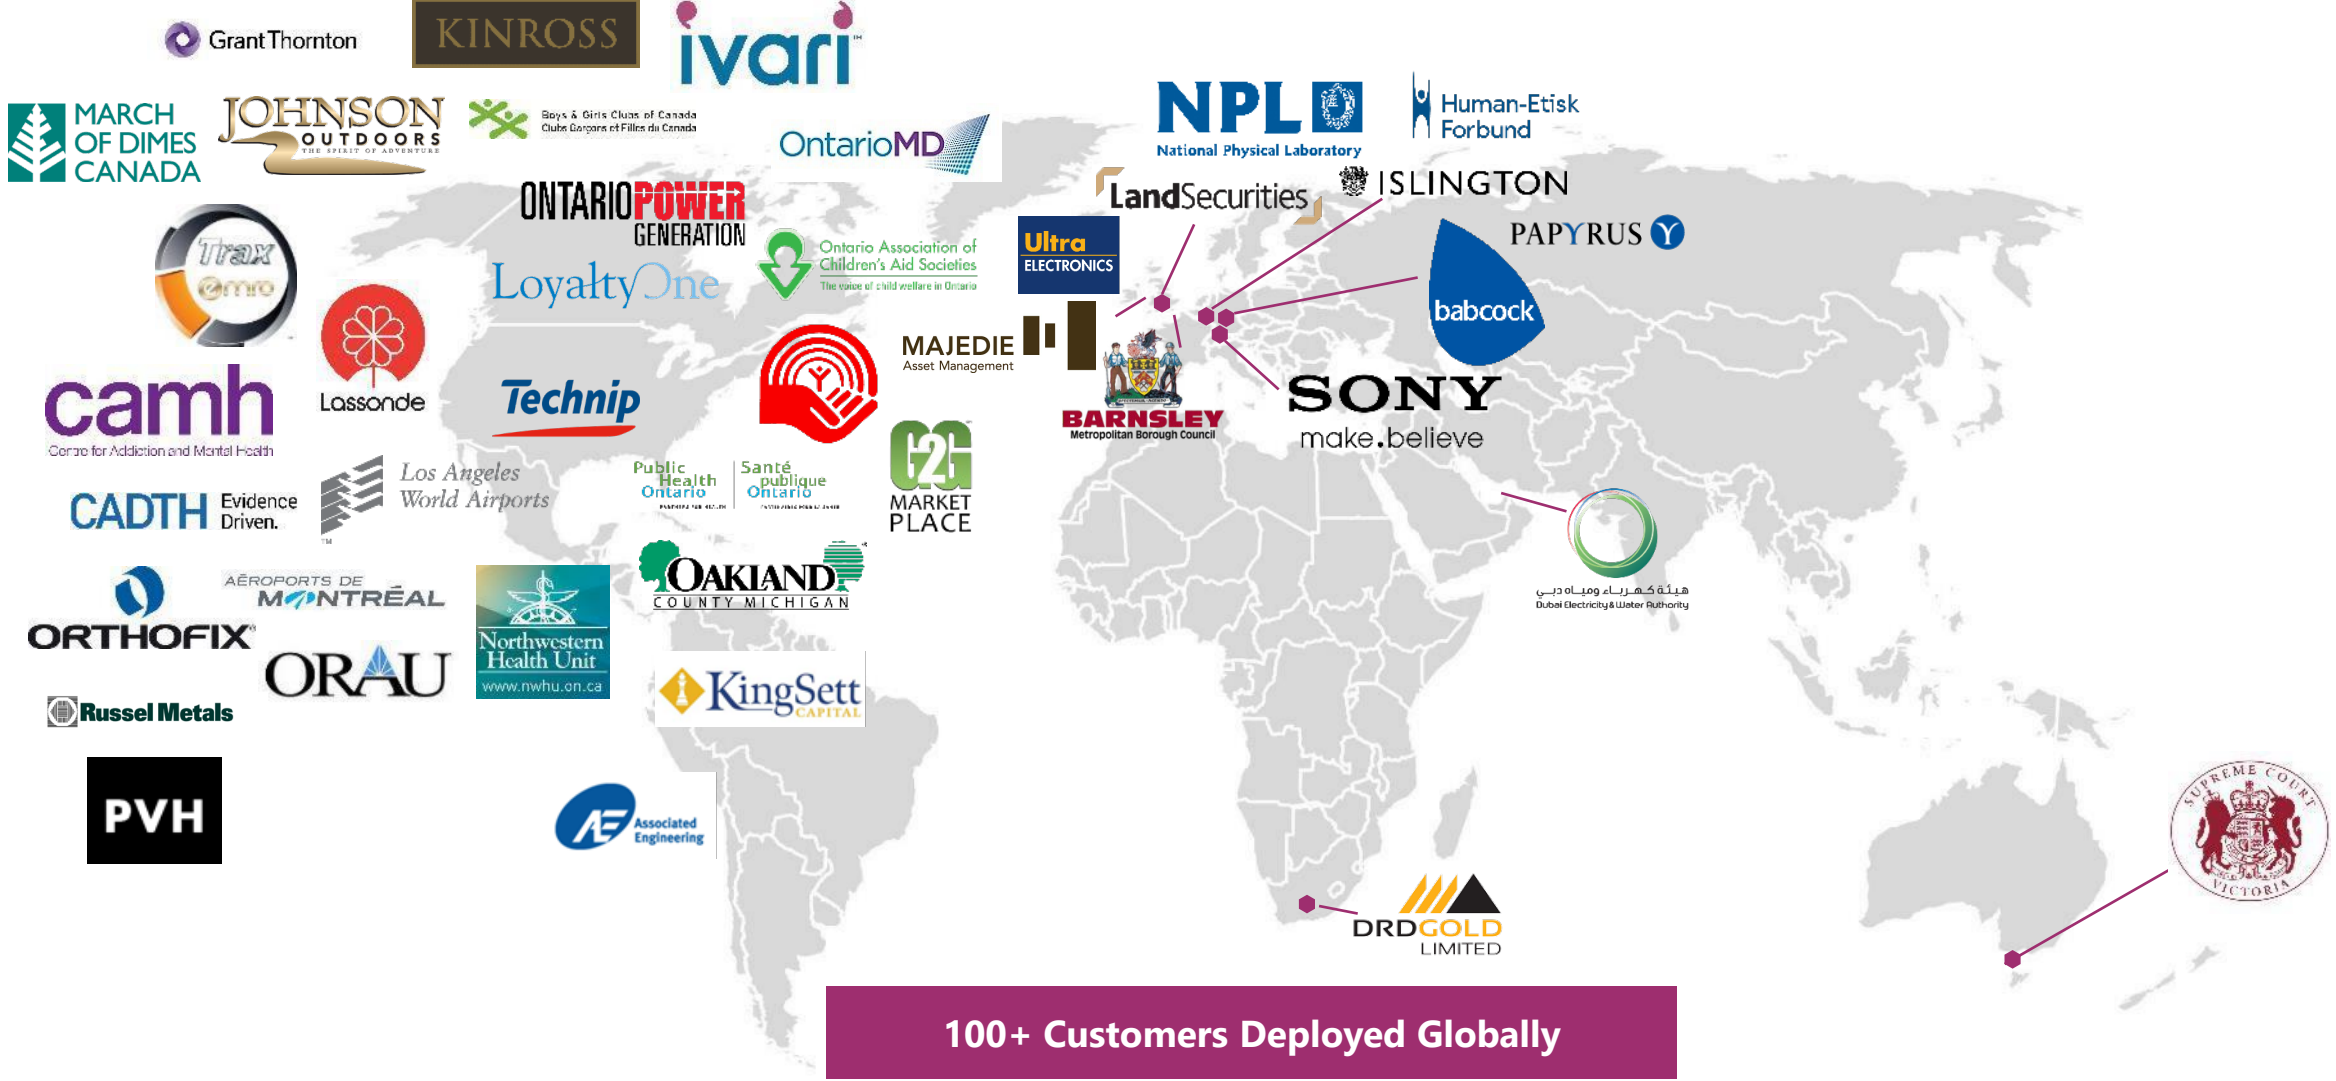 GrantThornton
KINROSS
ivari
MARCH
OF DIMES
CANADA
JOHNSON
OUTDOORS
THE SPIRIT OF ADVENTURE
Boys & Girls Clubs of Canada
Clubs Garçons et Filles du Canada
OntarioMD
NPL
National Physical Laboratory
Human-Etisk
Forbund
LandSecurities
ISLINGTON
PAPYRUS
ONTARIOPOWER
GENERATION
Trax
emro
LoyaltyOne
Ontario Association of
Children's Aid Societies
The voice of child welfare in Ontario
Ultra
ELECTRONICS
babcock
Lassonde
MAJEDIE
Asset Management
camh
Centre for Addiction and Mental Health
Technip
BARNSLEY
Metropolitan Borough Council
SONY
make.believe
CADTH
Evidence
Driven.
Los Angeles
World Airports
TM
Public
Health
Ontario
Santé
publique
Ontario
G2G
MARKET
PLACE
OAKLAND
COUNTY MICHIGAN
هيئة كهرباء ومياه دبي
Dubai Electricity & Water Authority
ORTHOFIX
AÉROPORTS DE
MONTRÉAL
ORAU
Northwestern
Health Unit
www.nwhu.on.ca
KingSett
CAPITAL
Russel Metals
PVH
AE
Associated
Engineering
SUPREME COURT
VICTORIA
DRDGOLD
LIMITED
100+ Customers Deployed Globally